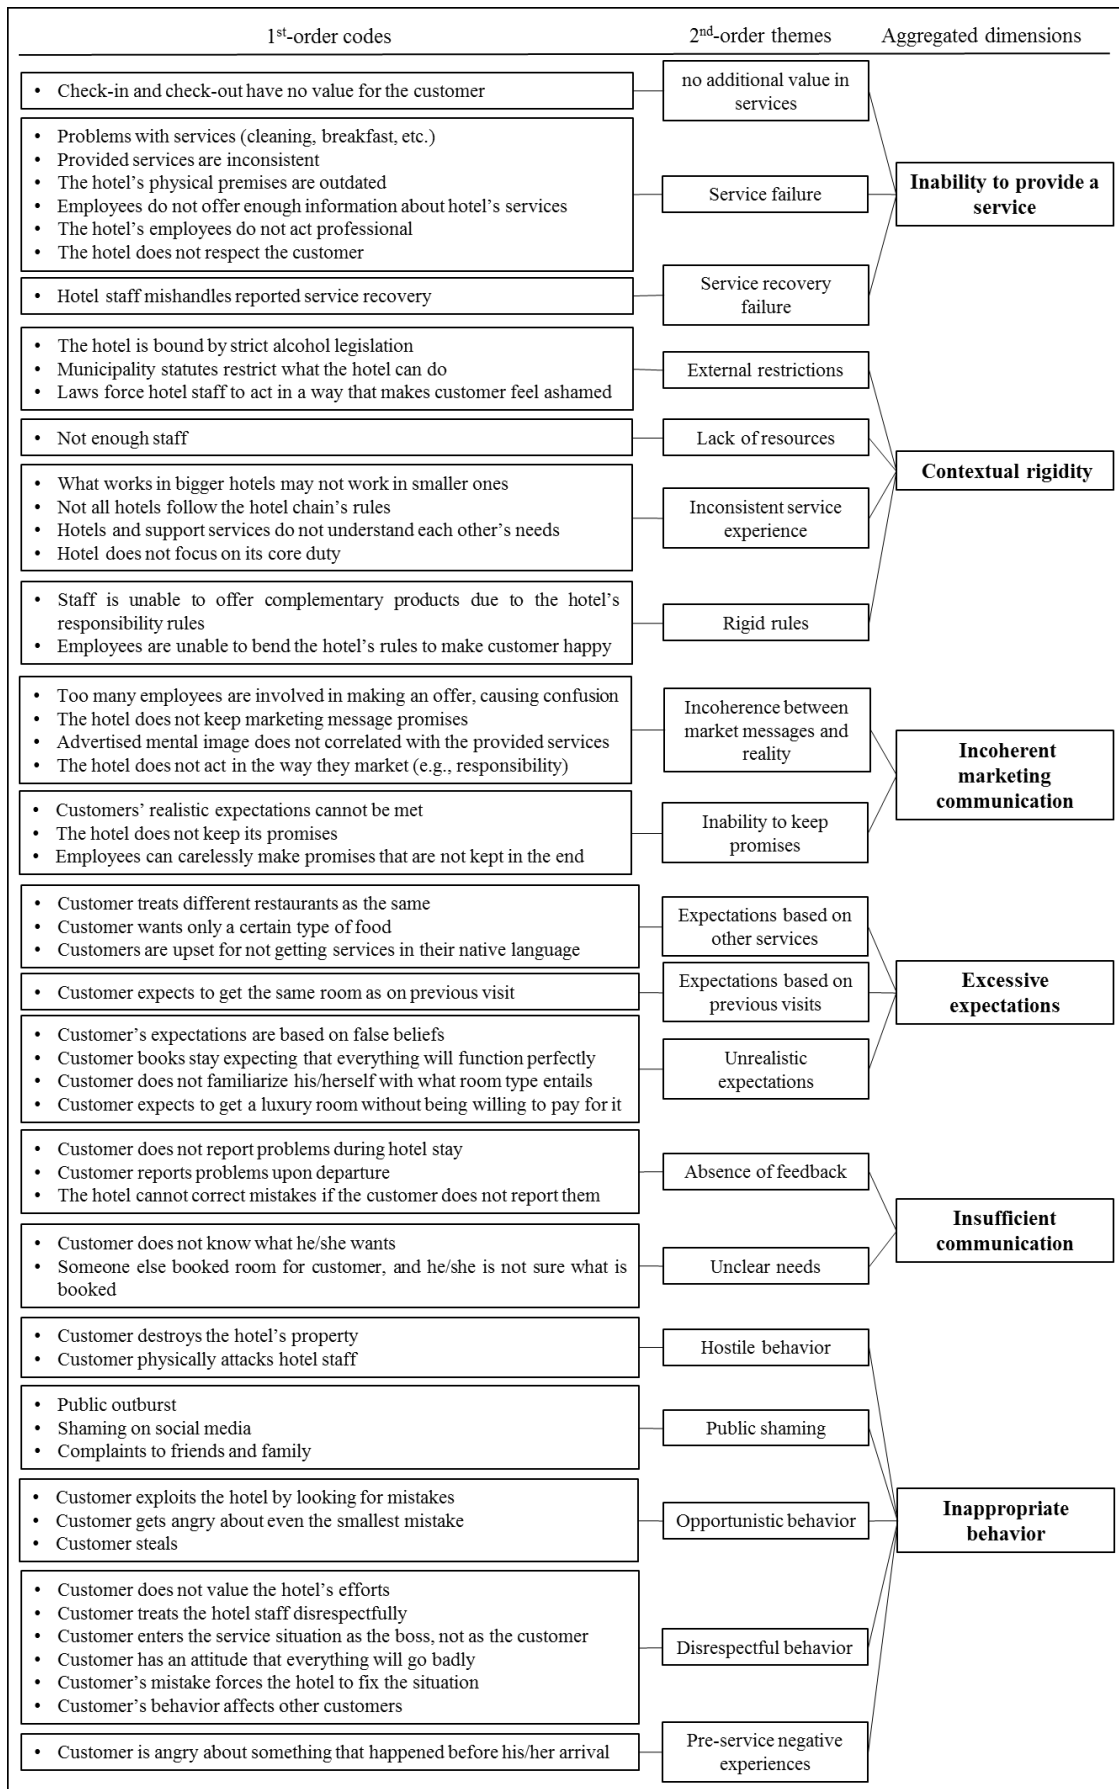 1st-order codes
2nd-order themes
Aggregated dimensions
• Check-in and check-out have no value for the customer
no additional value in
services
• Problems with services (cleaning, breakfast, etc.)
• Provided services are inconsistent
• The hotel's physical premises are outdated
• Employees do not offer enough information about hotel's services
• The hotel's employees do not act professional
• The hotel does not respect the customer
Service failure
Inability to provide a
service
• Hotel staff mishandles reported service recovery
Service recovery
failure
• The hotel is bound by strict alcohol legislation
• Municipality statutes restrict what the hotel can do
• Laws force hotel staff to act in a way that makes customer feel ashamed
External restrictions
• Not enough staff
Lack of resources
Contextual rigidity
• What works in bigger hotels may not work in smaller ones
• Not all hotels follow the hotel chain's rules
• Hotels and support services do not understand each other's needs
• Hotel does not focus on its core duty
Inconsistent service
experience
• Staff is unable to offer complementary products due to the hotel's
responsibility rules
• Employees are unable to bend the hotel's rules to make customer happy
Rigid rules
• Too many employees are involved in making an offer, causing confusion
• The hotel does not keep marketing message promises
• Advertised mental image does not correlated with the provided services
• The hotel does not act in the way they market (e.g., responsibility)
Incoherence between
market messages and
reality
Incoherent
marketing
communication
• Customers' realistic expectations cannot be met
• The hotel does not keep its promises
• Employees can carelessly make promises that are not kept in the end
Inability to keep
promises
• Customer treats different restaurants as the same
• Customer wants only a certain type of food
• Customers are upset for not getting services in their native language
Expectations based on
other services
• Customer expects to get the same room as on previous visit
Expectations based on
previous visits
Excessive
expectations
• Customer's expectations are based on false beliefs
• Customer books stay expecting that everything will function perfectly
• Customer does not familiarize his/herself with what room type entails
• Customer expects to get a luxury room without being willing to pay for it
Unrealistic
expectations
• Customer does not report problems during hotel stay
• Customer reports problems upon departure
• The hotel cannot correct mistakes if the customer does not report them
Absence of feedback
Insufficient
communication
• Customer does not know what he/she wants
• Someone else booked room for customer, and he/she is not sure what is
booked
Unclear needs
• Customer destroys the hotel's property
• Customer physically attacks hotel staff
Hostile behavior
• Public outburst
• Shaming on social media
• Complaints to friends and family
Public shaming
• Customer exploits the hotel by looking for mistakes
• Customer gets angry about even the smallest mistake
• Customer steals
Opportunistic behavior
Inappropriate
behavior
• Customer does not value the hotel's efforts
• Customer treats the hotel staff disrespectfully
• Customer enters the service situation as the boss, not as the customer
• Customer has an attitude that everything will go badly
• Customer's mistake forces the hotel to fix the situation
• Customer's behavior affects other customers
Disrespectful behavior
• Customer is angry about something that happened before his/her arrival
Pre-service negative
experiences